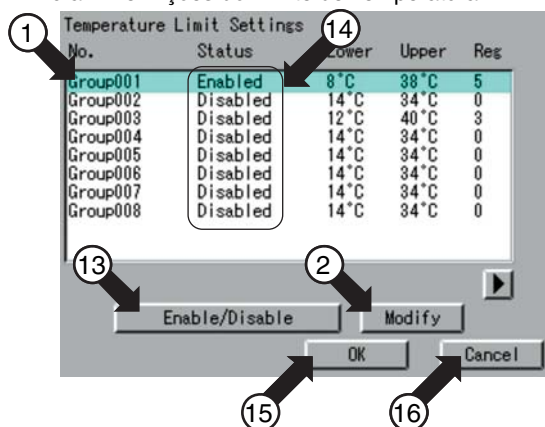 Temperature Limit Settings
1
14
No. Status Lower Upper Reg
Group001 Enabled 8°C 38°C 5
Group002 Disabled 14°C 34°C 0
Group003 Disabled 12°C 40°C 3
Group004 Disabled 14°C 34°C 0
Group005 Disabled 14°C 34°C 0
Group006 Disabled 14°C 34°C 0
Group007 Disabled 14°C 34°C 0
Group008 Disabled 14°C 34°C 0
13
2
Enable/Disable Modify
OK Cancel
15
16